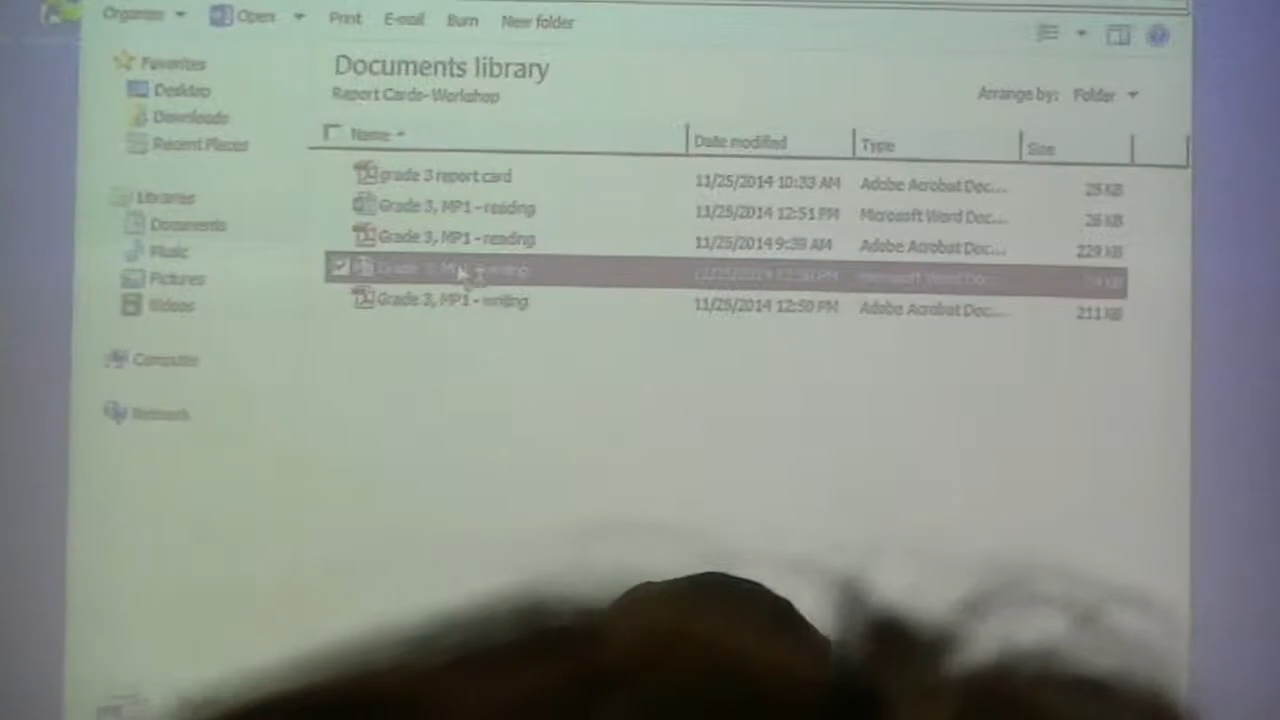 Organize Open Print E-mail Burn New folder
Documents library
Report Cards-Workshop
Arrange by: Folder
Favorites
Desktop
Downloads
Recent Places
Libraries
Documents
Music
Pictures
Videos
Computer
Network
Name Date modified Type Size
grade 3 report card 11/25/2014 10:33 AM Adobe Acrobat Doc... 25 KB
Grade 3, MP1 - reading 11/25/2014 12:51 PM Microsoft Word Doc... 26 KB
Grade 3, MP1 - reading 11/25/2014 9:39 AM Adobe Acrobat Doc... 229 KB
Grade 3, MP1 - writing 11/25/2014 12:50 PM Adobe Acrobat Doc... 211 KB